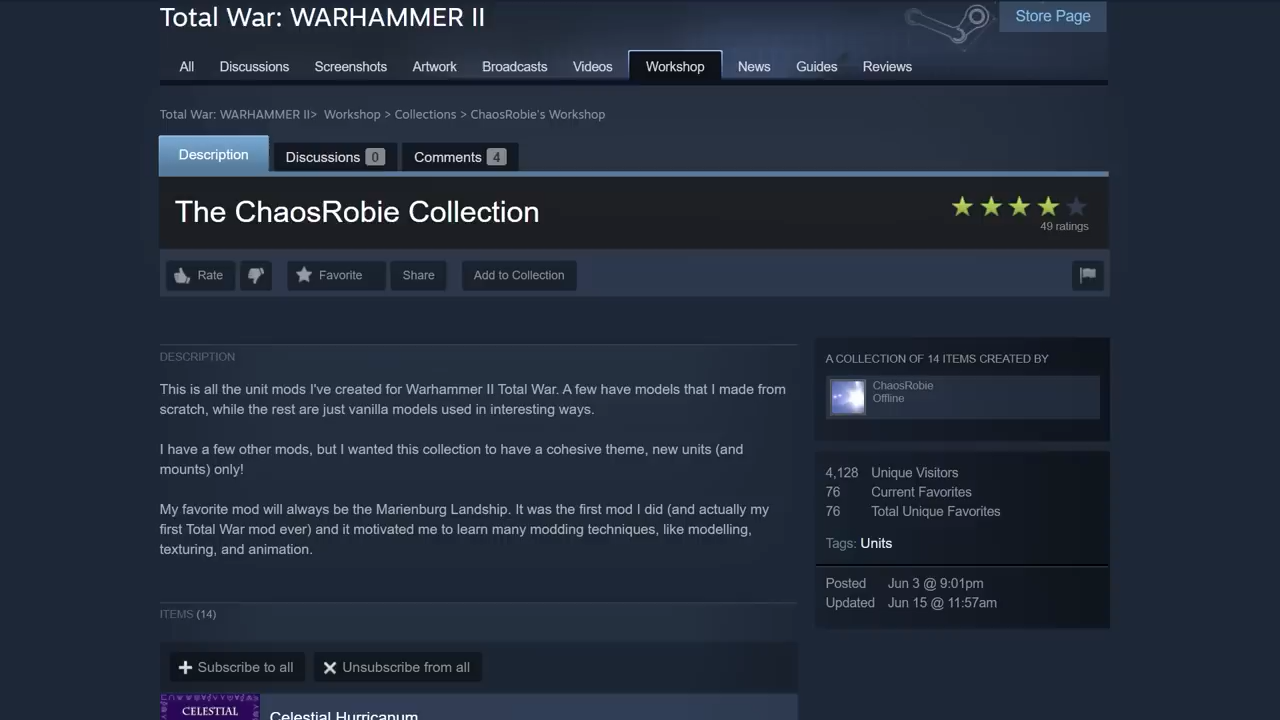 Total War: WARHAMMER II
Store Page
All Discussions Screenshots Artwork Broadcasts Videos Workshop News Guides Reviews
Total War: WARHAMMER II> Workshop > Collections > ChaosRobie's Workshop
Description Discussions 0 Comments 4
The ChaosRobie Collection
49 ratings
Rate Favorite Share Add to Collection
DESCRIPTION
This is all the unit mods I've created for Warhammer II Total War. A few have models that I made from
scratch, while the rest are just vanilla models used in interesting ways.
I have a few other mods, but I wanted this collection to have a cohesive theme, new units (and
mounts) only!
My favorite mod will always be the Marienburg Landship. It was the first mod I did (and actually my
first Total War mod ever) and it motivated me to learn many modding techniques, like modelling,
texturing, and animation.
A COLLECTION OF 14 ITEMS CREATED BY
ChaosRobie
Offline
4,128 Unique Visitors
76 Current Favorites
76 Total Unique Favorites
Tags: Units
Posted Jun 3 @ 9:01pm
Updated Jun 15 @ 11:57am
ITEMS (14)
Subscribe to all Unsubscribe from all
CELESTIAL
Celestial Hurricanum